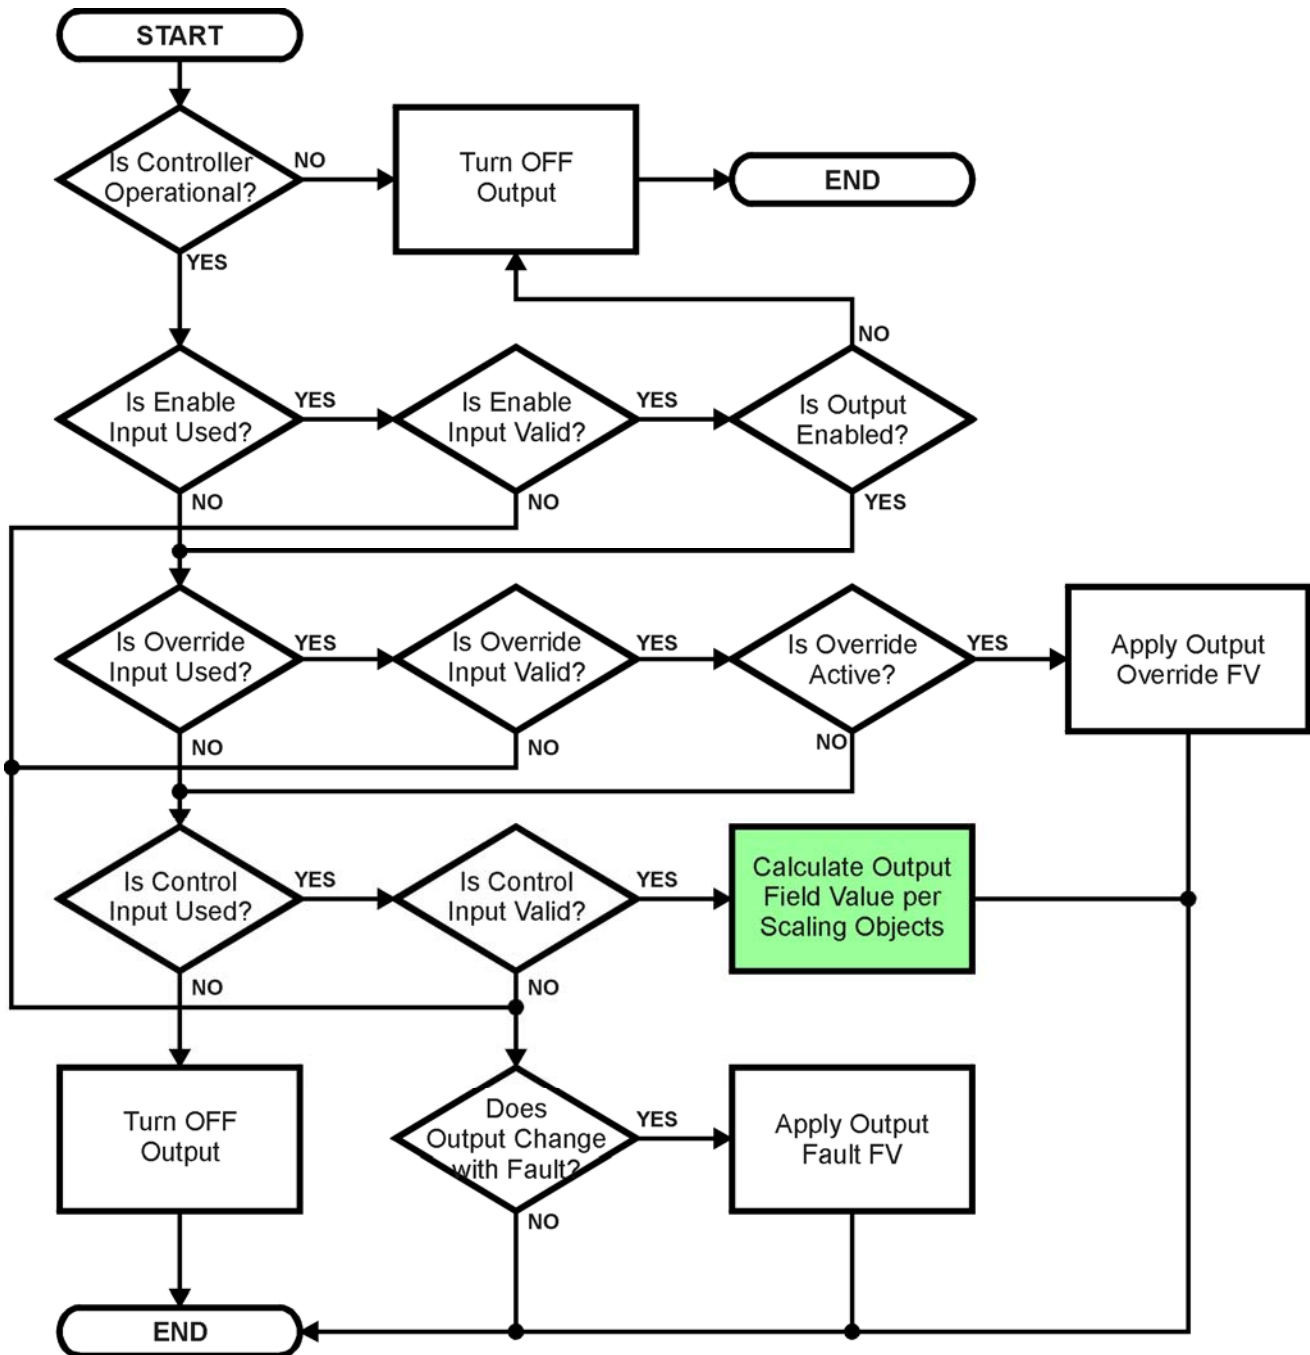 START
Is Controller
Operational?
NO
Turn OFF
Output
END
YES
NO
Is Enable
Input Used?
YES
Is Enable
Input Valid?
YES
Is Output
Enabled?
NO
NO
YES
Is Override
Input Used?
YES
Is Override
Input Valid?
YES
Is Override
Active?
YES
Apply Output
Override FV
NO
NO
NO
Is Control
Input Used?
YES
Is Control
Input Valid?
YES
Calculate Output
Field Value per
Scaling Objects
NO
NO
Turn OFF
Output
Does
Output Change
with Fault?
YES
Apply Output
Fault FV
NO
END